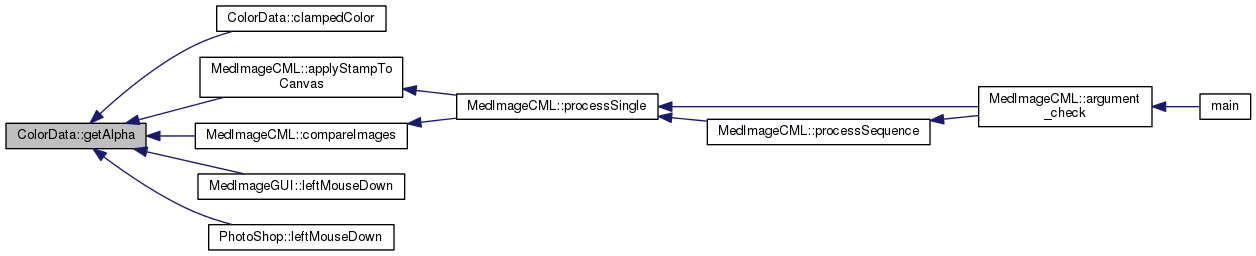 ColorData::clampedColor
MedImageCML::applyStampTo
Canvas
MedImageCML::argument
_check
main
MedImageCML::processSingle
ColorData::getAlpha
MedImageCML::compareImages
MedImageCML::processSequence
MedImageGUI::leftMouseDown
PhotoShop::leftMouseDown